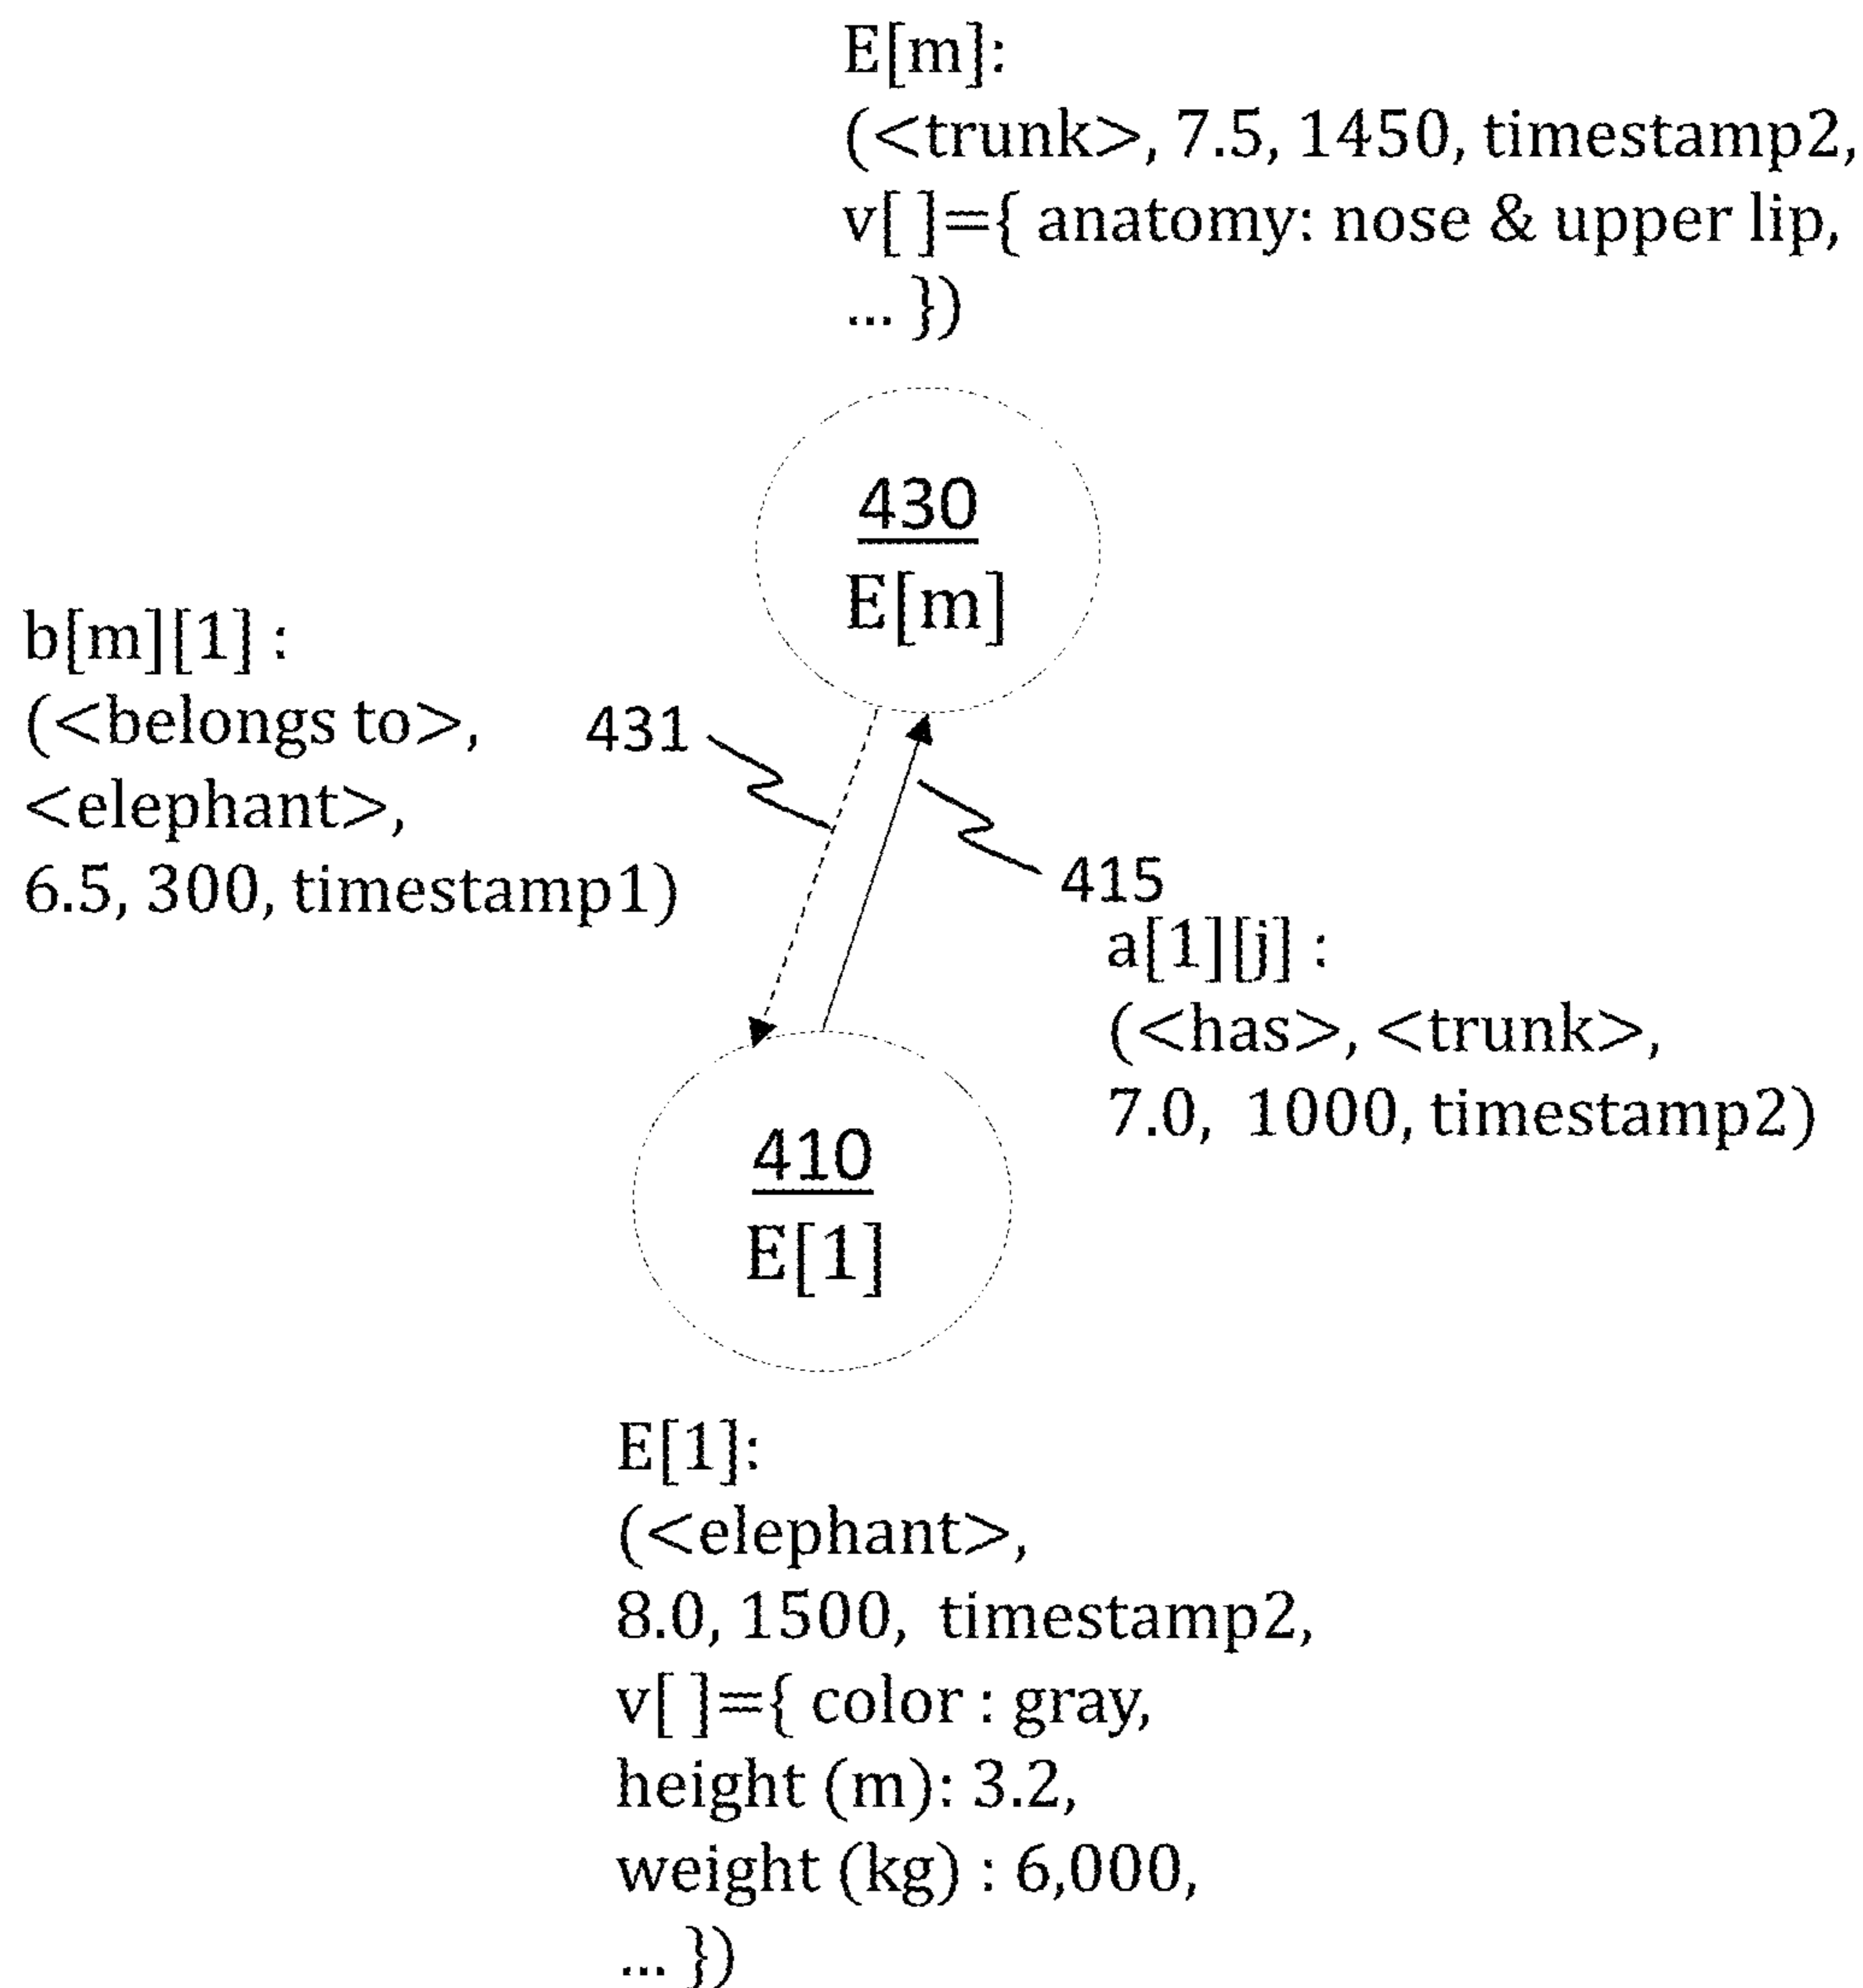 E[m]:
(<trunk>, 7.5, 1450, timestamp2,
v[ ]={ anatomy: nose & upper lip,
... })
430
E[m]
b[m][1] :
(<belongs to>,
<elephant>,
6.5, 300, timestamp1)
431
415
a[1][j] :
(<has>, <trunk>,
7.0, 1000, timestamp2)
410
E[1]
E[1]:
(<elephant>,
8.0, 1500, timestamp2,
v[ ]={ color : gray,
height (m): 3.2,
weight (kg) : 6,000,
... })